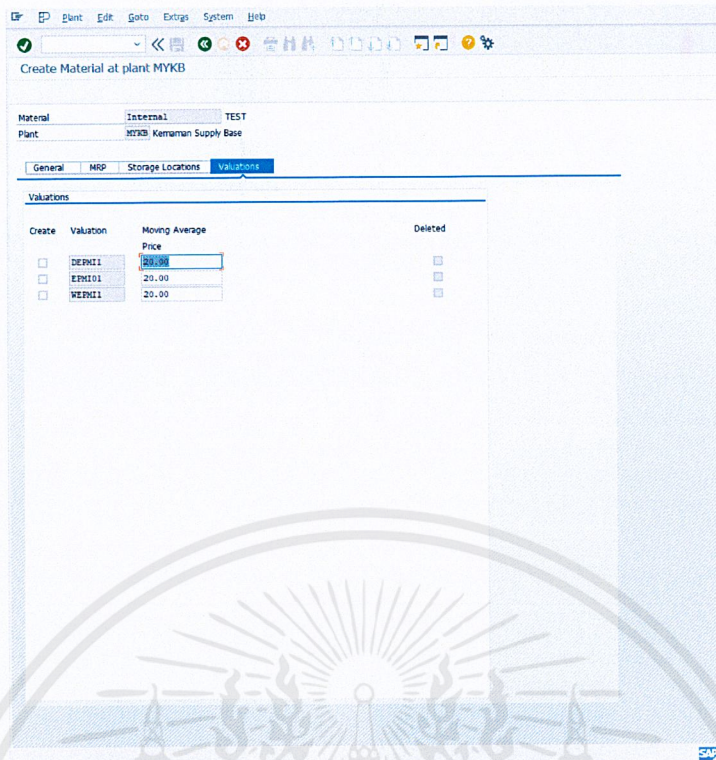 Plant Edit Goto Extras System Help
Create Material at plant MYKB
Material Internal TEST
Plant MYKB Kemaman Supply Base
General MRP Storage Locations Valuations
Valuations
Create Valuation Moving Average Price Deleted
DEPMI1 20.00
EPMI01 20.00
WEPMI1 20.00
SAP